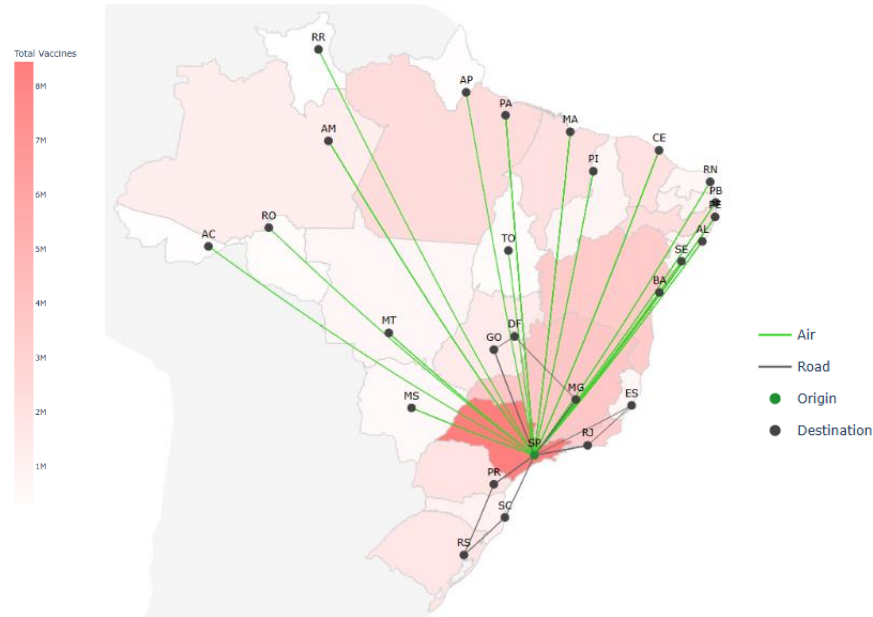 RR
AP
Total Vaccines
8M
PA
MA
AM
7M
CE
PI
RN
6M
PB
PE
RO
AC
TO
AL
SE
5M
BA
4M
MT
DF
GO
Air
3M
Road
MG
ES
MS
Origin
2M
RJ
SP
Destination
1M
PR
SC
RS